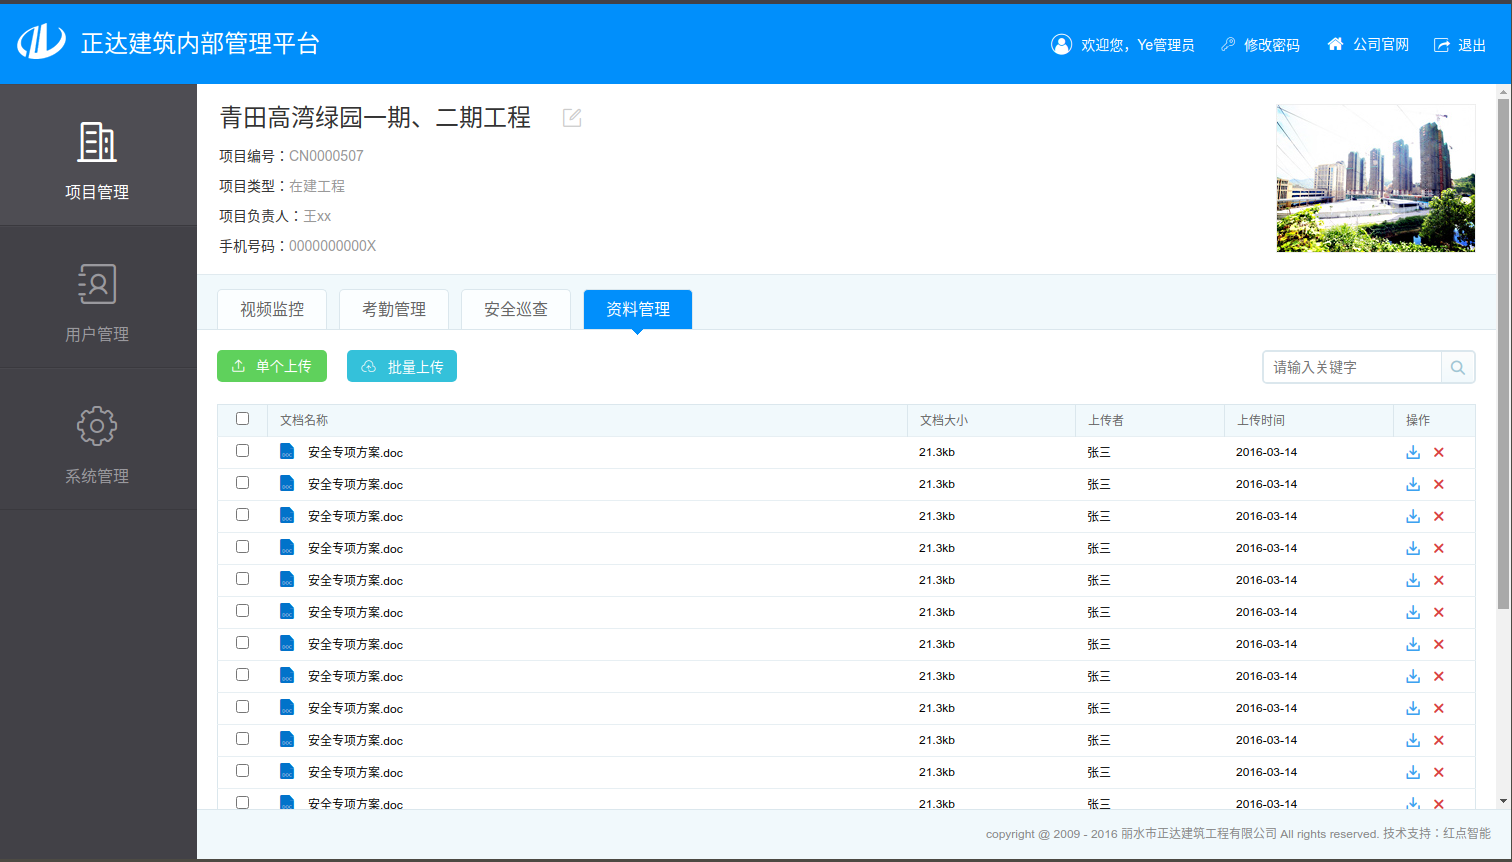 正达建筑内部管理平台
欢迎您，Ye管理员 修改密码 公司官网 退出
项目管理
用户管理
系统管理
青田高湾绿园一期、二期工程
项目编号：CN0000507
项目类型：在建工程
项目负责人：王xx
手机号码：0000000000X
视频监控 考勤管理 安全巡查 资料管理
单个上传 批量上传 请输入关键字
文档名称 文档大小 上传者 上传时间 操作
DOC 安全专项方案.doc 21.3kb 张三 2016-03-14
DOC 安全专项方案.doc 21.3kb 张三 2016-03-14
DOC 安全专项方案.doc 21.3kb 张三 2016-03-14
DOC 安全专项方案.doc 21.3kb 张三 2016-03-14
DOC 安全专项方案.doc 21.3kb 张三 2016-03-14
DOC 安全专项方案.doc 21.3kb 张三 2016-03-14
DOC 安全专项方案.doc 21.3kb 张三 2016-03-14
DOC 安全专项方案.doc 21.3kb 张三 2016-03-14
DOC 安全专项方案.doc 21.3kb 张三 2016-03-14
DOC 安全专项方案.doc 21.3kb 张三 2016-03-14
DOC 安全专项方案.doc 21.3kb 张三 2016-03-14
安全专项方案.doc 21.3kb 张三 2016-03-14
copyright @ 2009 - 2016 丽水市正达建筑工程有限公司 All rights reserved. 技术支持：红点智能